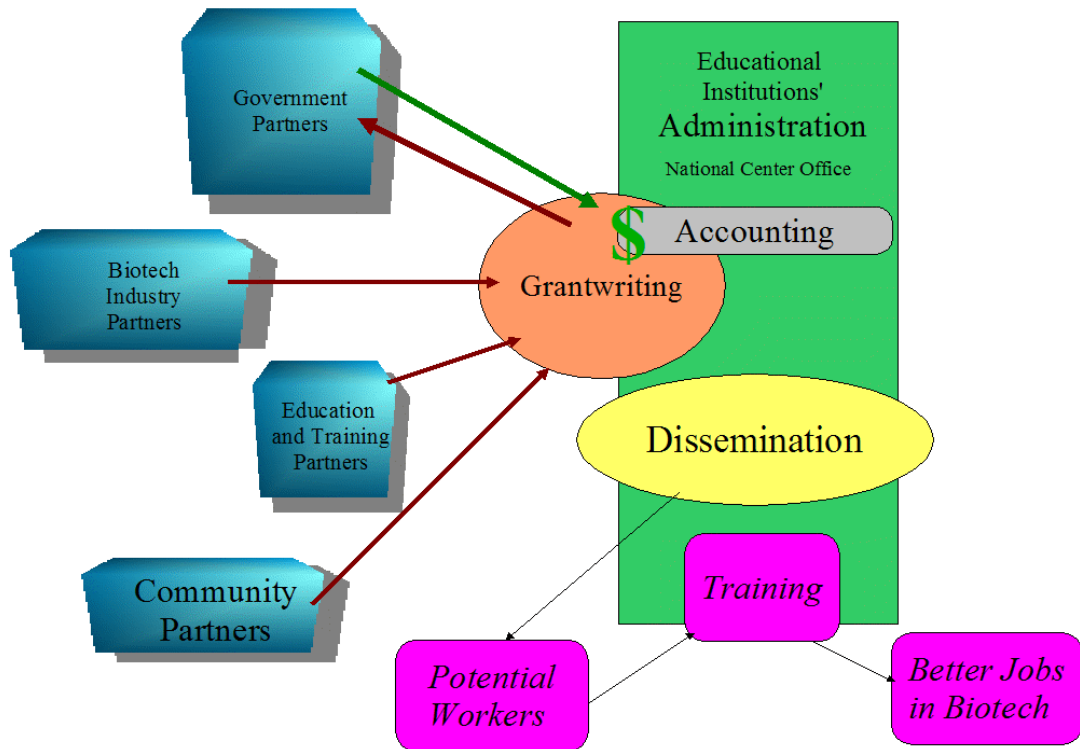 Government
Partners
Educational
Institutions'
Administration
National Center Office
$ Accounting
Biotech
Industry
Partners
Grantwriting
Education
and Training
Partners
Dissemination
Community
Partners
Training
Potential
Workers
Better Jobs
in Biotech